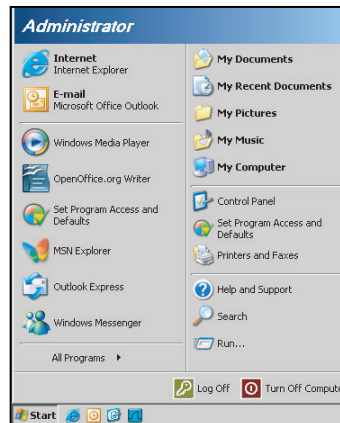 Administrator
Internet
Internet Explorer
E-mail
Microsoft Office Outlook
Windows Media Player
OpenOffice.org Writer
Set Program Access and
Defaults
MSN Explorer
Outlook Express
Windows Messenger
All Programs
My Documents
My Recent Documents
My Pictures
My Music
My Computer
Control Panel
Set Program Access and
Defaults
Printers and Faxes
Help and Support
Search
Run...
Log Off
Turn Off Compute
Start